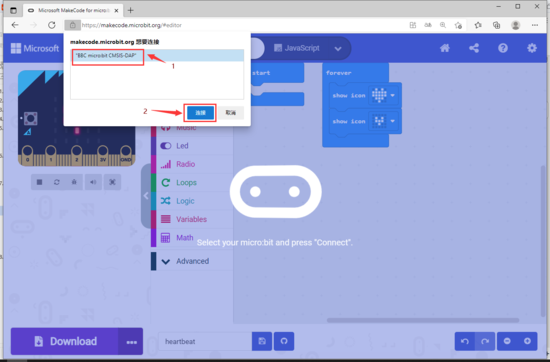 Microsoft MakeCode for micro:b
https://makecode.microbit.org/#editor
makecode.microbit.org 想要连接
"BBC micro:bit CMSIS-DAP"
1
2
连接
取消
Microsoft
JavaScript
start
forever
show icon
show icon
0
1
2
3V
GND
Music
Led
Radio
Loops
Logic
Variables
Math
Advanced
Select your micro:bit and press "Connect".
Download
heartbeat